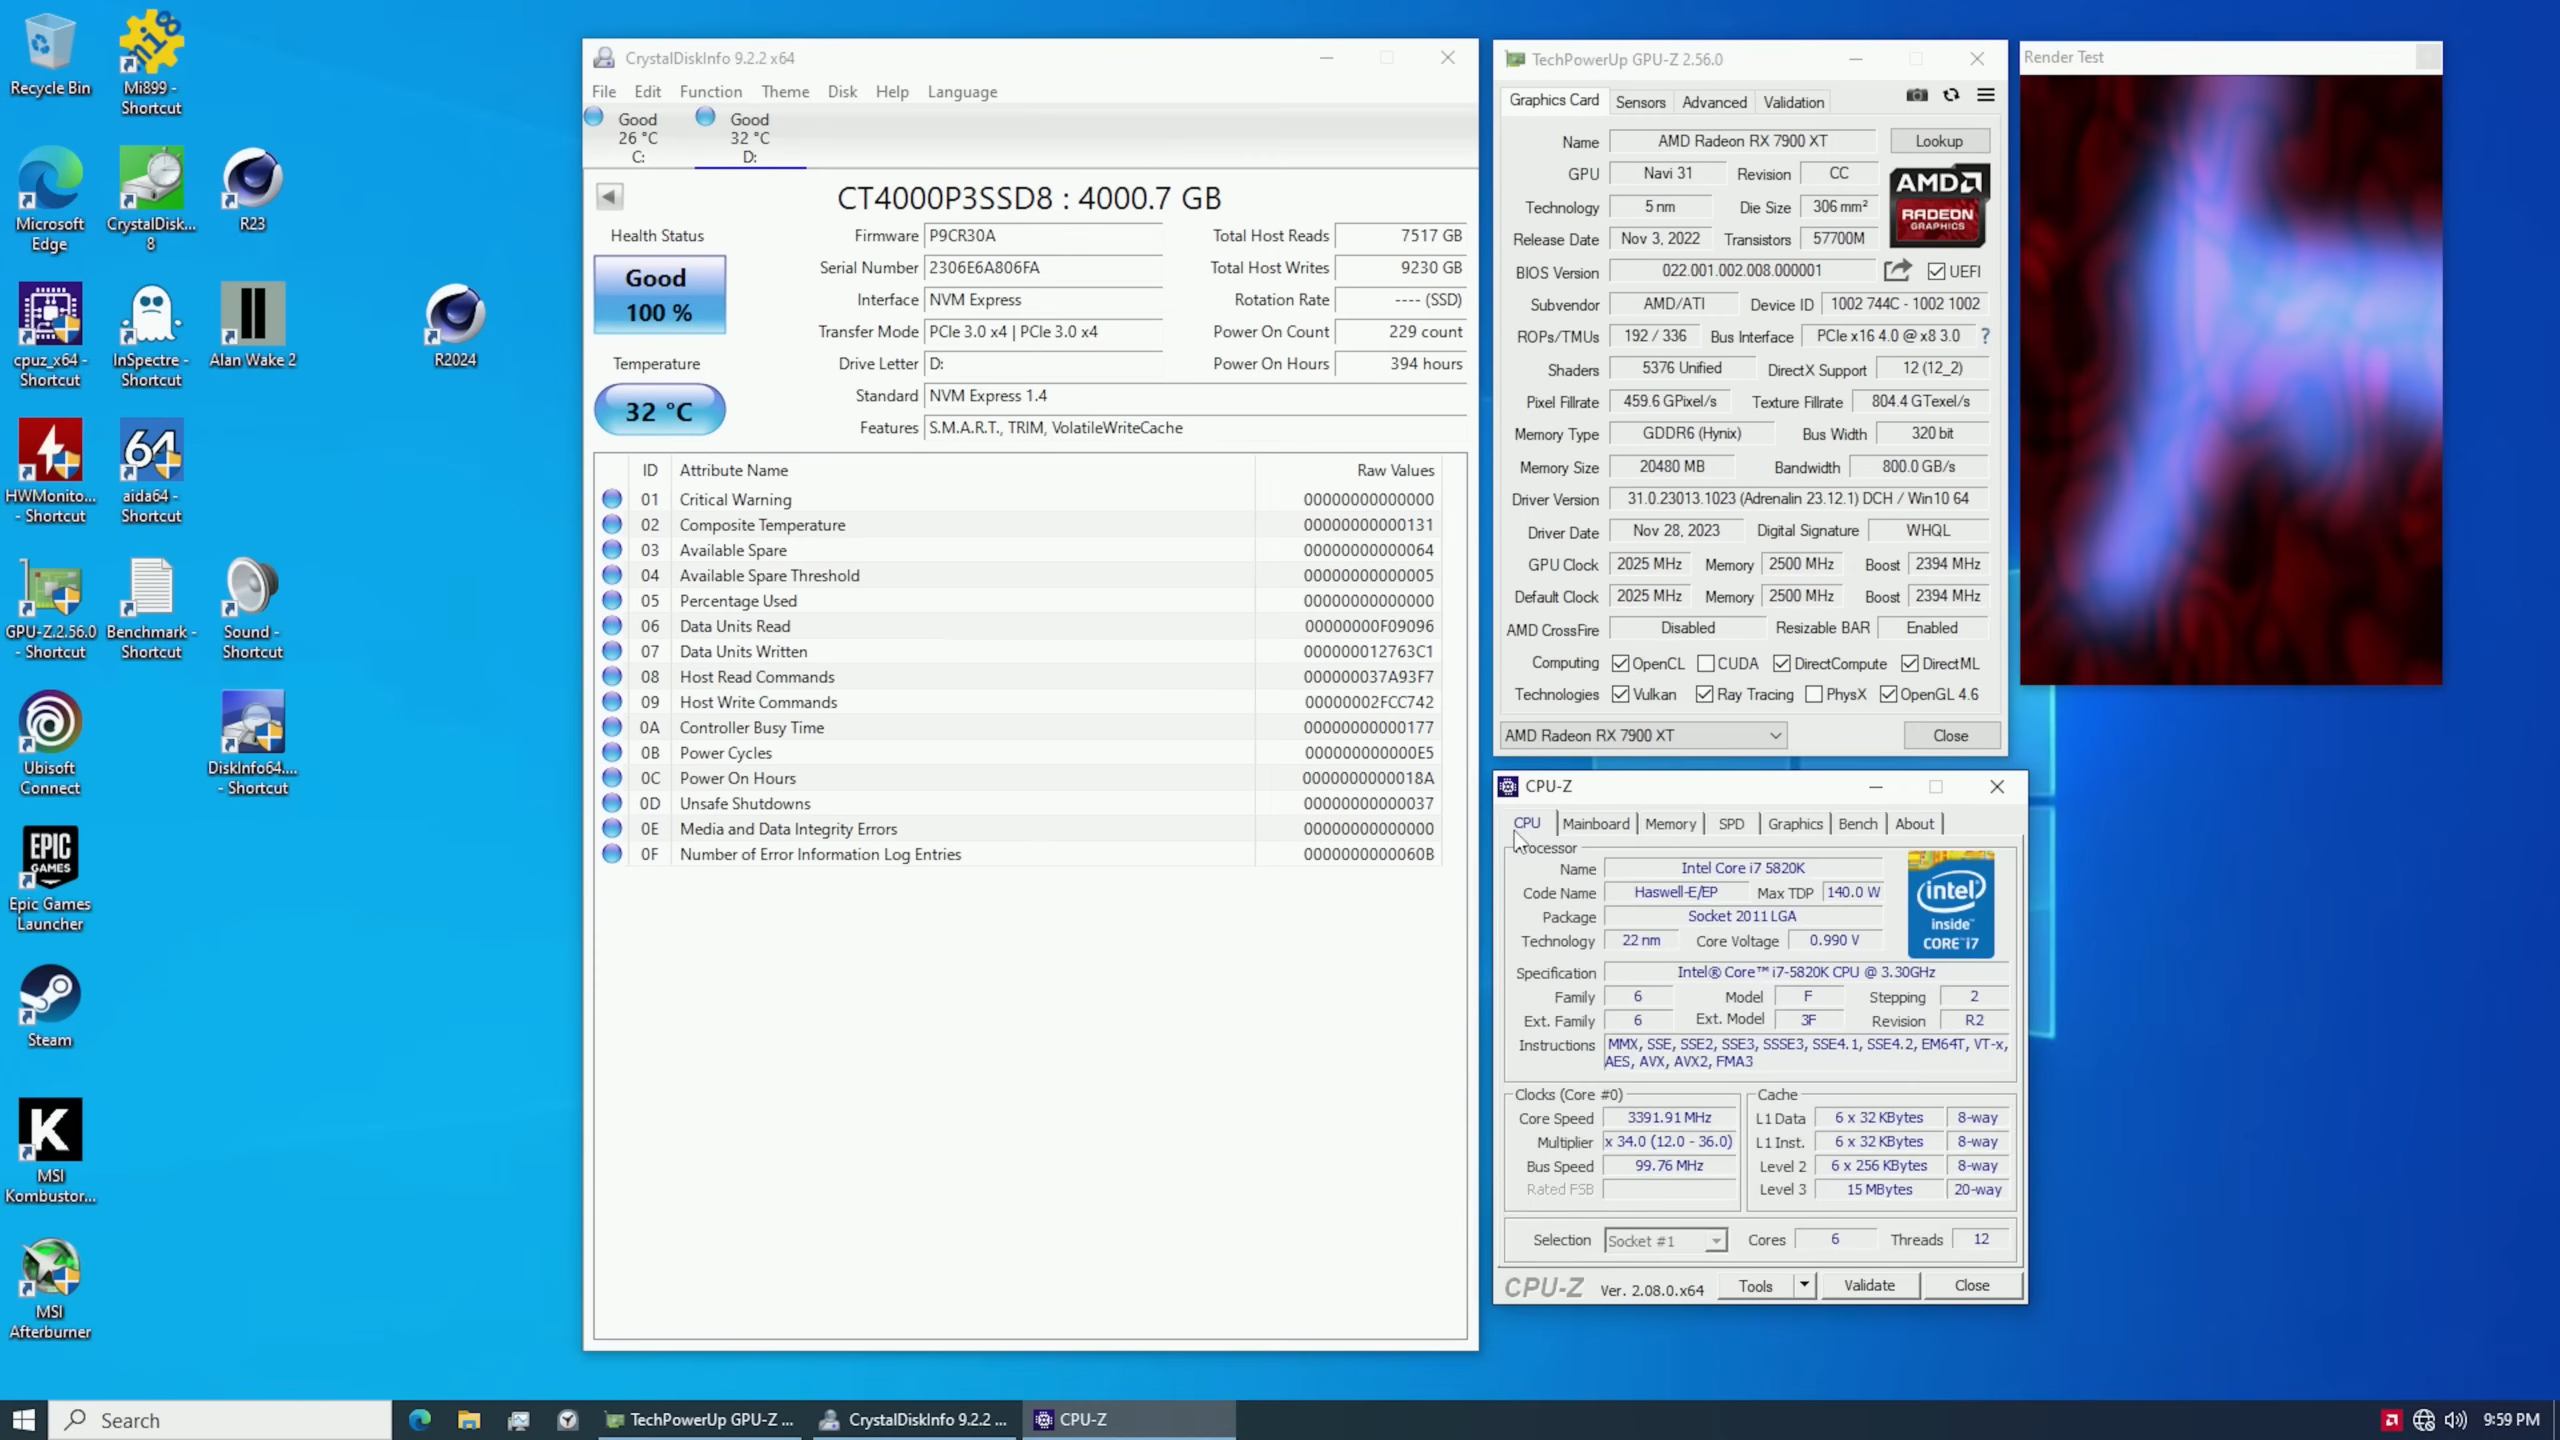 Recycle Bin
Mi899 -
Shortcut
Microsoft
Edge
CrystalDisk...
8
R23
cpuz_x64 -
Shortcut
InSpectre -
Shortcut
Alan Wake 2
R2024
HWMonito...
- Shortcut
64
aida64 -
Shortcut
GPU-Z.2.56.0
- Shortcut
Benchmark -
Shortcut
Sound -
Shortcut
Ubisoft
Connect
DiskInfo64....
- Shortcut
EPIC
GAMES
Epic Games
Launcher
Steam
K
MSI
Kombustor...
MSI
Afterburner
CrystalDiskInfo 9.2.2 x64
File Edit Function Theme Disk Help Language
Good Good
26 °C 32 °C
C: D:
CT4000P3SSD8 : 4000.7 GB
Health Status
Good
100 %
Temperature
32 °C
Firmware P9CR30A Total Host Reads 7517 GB
Serial Number 2306E6A806FA Total Host Writes 9230 GB
Interface NVM Express Rotation Rate ---- (SSD)
Transfer Mode PCIe 3.0 x4 | PCIe 3.0 x4 Power On Count 229 count
Drive Letter D: Power On Hours 394 hours
Standard NVM Express 1.4
Features S.M.A.R.T., TRIM, VolatileWriteCache
ID Attribute Name Raw Values
01 Critical Warning 00000000000000
02 Composite Temperature 00000000000131
03 Available Spare 00000000000064
04 Available Spare Threshold 00000000000005
05 Percentage Used 00000000000000
06 Data Units Read 00000000F09096
07 Data Units Written 000000012763C1
08 Host Read Commands 000000037A93F7
09 Host Write Commands 00000002FCC742
0A Controller Busy Time 00000000000177
0B Power Cycles 000000000000E5
0C Power On Hours 0000000000018A
0D Unsafe Shutdowns 00000000000037
0E Media and Data Integrity Errors 00000000000000
0F Number of Error Information Log Entries 0000000000060B
TechPowerUp GPU-Z 2.56.0
Graphics Card Sensors Advanced Validation
Name AMD Radeon RX 7900 XT Lookup
GPU Navi 31 Revision CC
Technology 5 nm Die Size 306 mm²
Release Date Nov 3, 2022 Transistors 57700M
AMD
RADEON
GRAPHICS
BIOS Version 022.001.002.008.000001 UEFI
Subvendor AMD/ATI Device ID 1002 744C - 1002 1002
ROPs/TMUs 192 / 336 Bus Interface PCIe x16 4.0 @ x8 3.0 ?
Shaders 5376 Unified DirectX Support 12 (12_2)
Pixel Fillrate 459.6 GPixel/s Texture Fillrate 804.4 GTexel/s
Memory Type GDDR6 (Hynix) Bus Width 320 bit
Memory Size 20480 MB Bandwidth 800.0 GB/s
Driver Version 31.0.23013.1023 (Adrenalin 23.12.1) DCH / Win10 64
Driver Date Nov 28, 2023 Digital Signature WHQL
GPU Clock 2025 MHz Memory 2500 MHz Boost 2394 MHz
Default Clock 2025 MHz Memory 2500 MHz Boost 2394 MHz
AMD CrossFire Disabled Resizable BAR Enabled
Computing OpenCL CUDA DirectCompute DirectML
Technologies Vulkan Ray Tracing PhysX OpenGL 4.6
AMD Radeon RX 7900 XT Close
Render Test
CPU-Z
CPU Mainboard Memory SPD Graphics Bench About
Processor
Name Intel Core i7 5820K
Code Name Haswell-E/EP Max TDP 140.0 W
Package Socket 2011 LGA
Technology 22 nm Core Voltage 0.990 V
intel
inside™
CORE™i7
Specification Intel® Core™ i7-5820K CPU @ 3.30GHz
Family 6 Model F Stepping 2
Ext. Family 6 Ext. Model 3F Revision R2
Instructions MMX, SSE, SSE2, SSE3, SSSE3, SSE4.1, SSE4.2, EM64T, VT-x,
AES, AVX, AVX2, FMA3
Clocks (Core #0) Cache
Core Speed 3391.91 MHz L1 Data 6 x 32 KBytes 8-way
Multiplier x 34.0 (12.0 - 36.0) L1 Inst. 6 x 32 KBytes 8-way
Bus Speed 99.76 MHz Level 2 6 x 256 KBytes 8-way
Rated FSB Level 3 15 MBytes 20-way
Selection Socket #1 Cores 6 Threads 12
CPU-Z Ver. 2.08.0.x64 Tools Validate Close
Search TechPowerUp GPU-Z ... CrystalDiskInfo 9.2.2 ... CPU-Z 9:59 PM